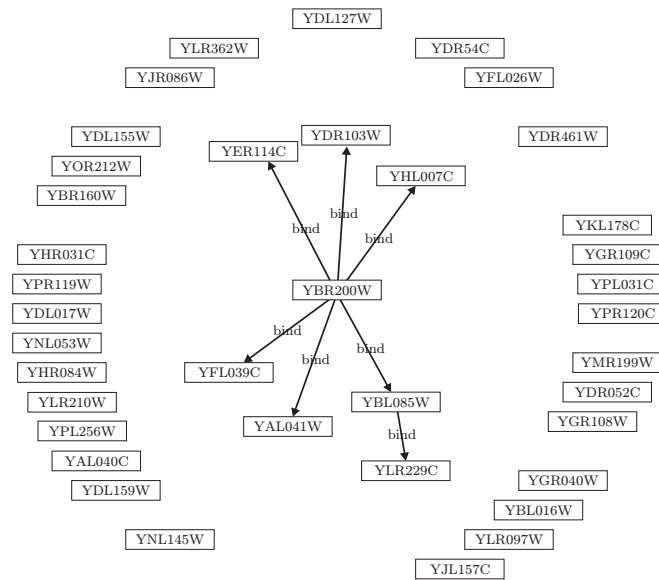 YDL127W
YLR362W
YDR54C
YJR086W
YFL026W
YDL155W
YDR103W
YDR461W
YER114C
YOR212W
YHL007C
YBR160W
bind
YKL178C
bind
bind
YHR031C
YGR109C
YPR119W
YBR200W
YPL031C
YDL017W
YPR120C
bind
YNL053W
bind
bind
YHR084W
YFL039C
YMR199W
YLR210W
YBL085W
YDR052C
YPL256W
YAL041W
bind
YGR108W
YAL040C
YLR229C
YDL159W
YGR040W
YBL016W
YNL145W
YLR097W
YJL157C